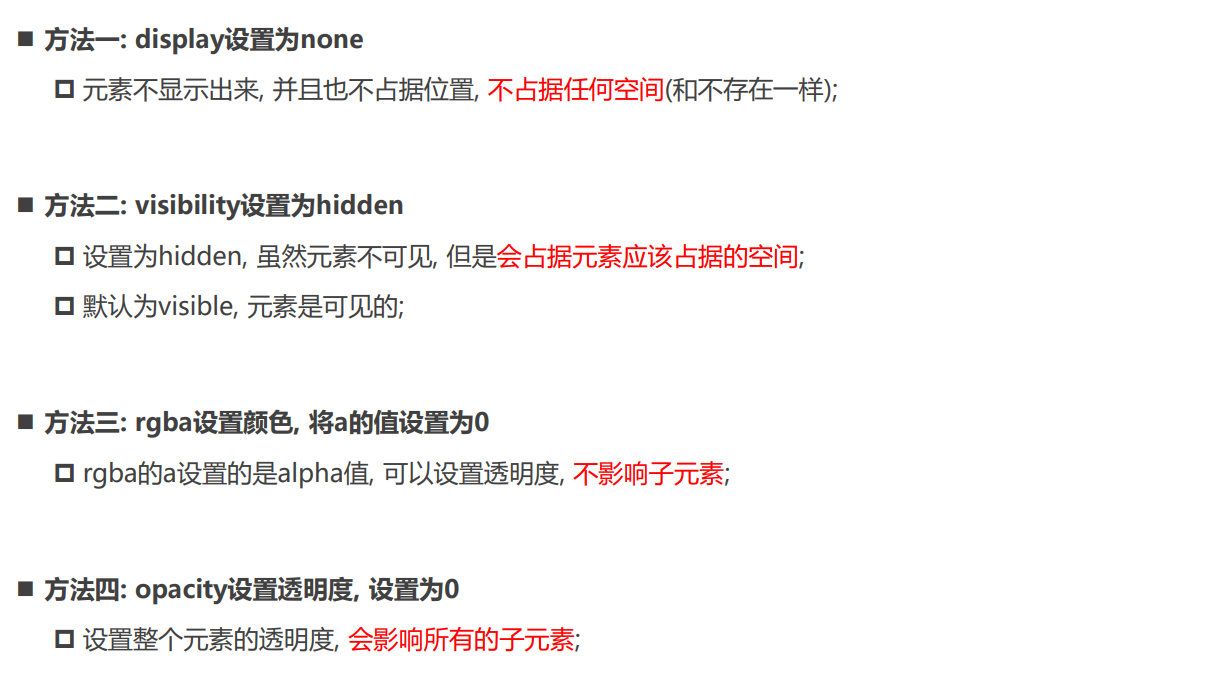 ■ 方法一: display设置为none
元素不显示出来, 并且也不占据位置, 不占据任何空间(和不存在一样);
■ 方法二: visibility设置为hidden
设置为hidden, 虽然元素不可见, 但是会占据元素应该占据的空间;
默认为visible, 元素是可见的;
■ 方法三: rgba设置颜色, 将a的值设置为0
rgba的a设置的是alpha值, 可以设置透明度, 不影响子元素;
■ 方法四: opacity设置透明度, 设置为0
设置整个元素的透明度, 会影响所有的子元素;